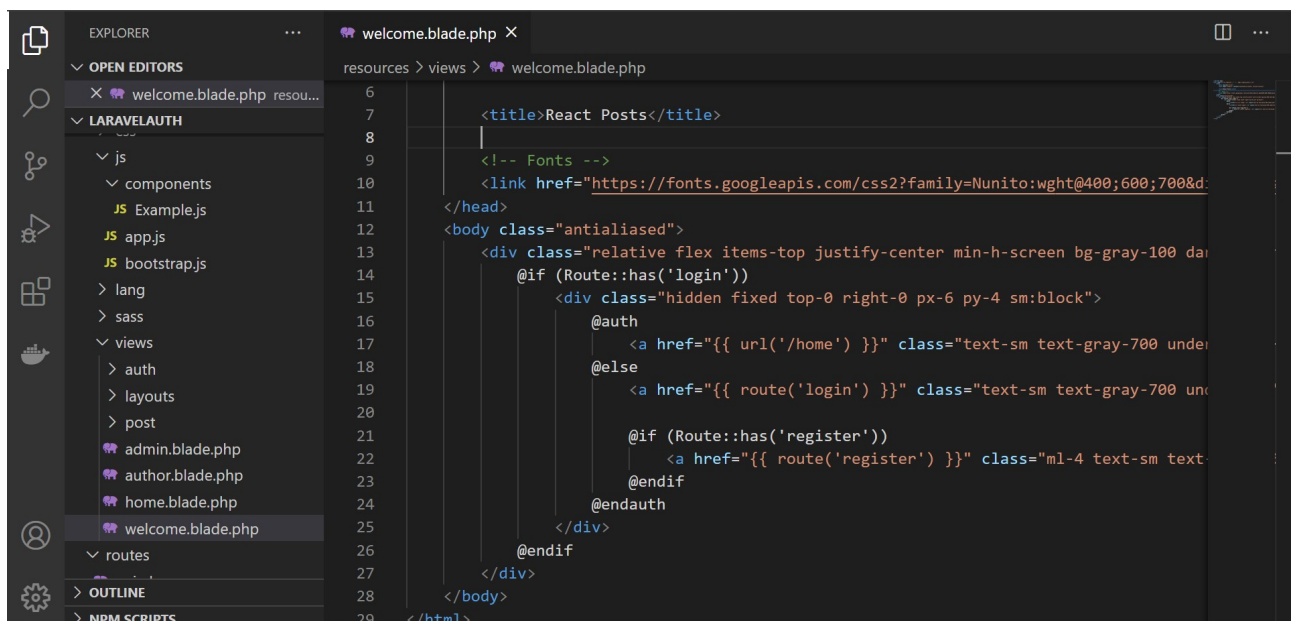 EXPLORER ...
OPEN EDITORS
welcome.blade.php resou...
LARAVELAUTH
js
components
JS Example.js
JS app.js
JS bootstrap.js
lang
sass
views
auth
layouts
post
admin.blade.php
author.blade.php
home.blade.php
welcome.blade.php
routes
OUTLINE
NPM SCRIPTS
welcome.blade.php
resources > views > welcome.blade.php
6
7 <title>React Posts</title>
8
9 <!-- Fonts -->
10 <link href="https://fonts.googleapis.com/css2?family=Nunito:wght@400;600;700&d
11 </head>
12 <body class="antialiased">
13 <div class="relative flex items-top justify-center min-h-screen bg-gray-100 dar
14 @if (Route::has('login'))
15 <div class="hidden fixed top-0 right-0 px-6 py-4 sm:block">
16 @auth
17 <a href="{{ url('/home') }}" class="text-sm text-gray-700 under
18 @else
19 <a href="{{ route('login') }}" class="text-sm text-gray-700 und
20
21 @if (Route::has('register'))
22 <a href="{{ route('register') }}" class="ml-4 text-sm text-
23 @endif
24 @endauth
25 </div>
26 @endif
27 </div>
28 </body>
29 </html>